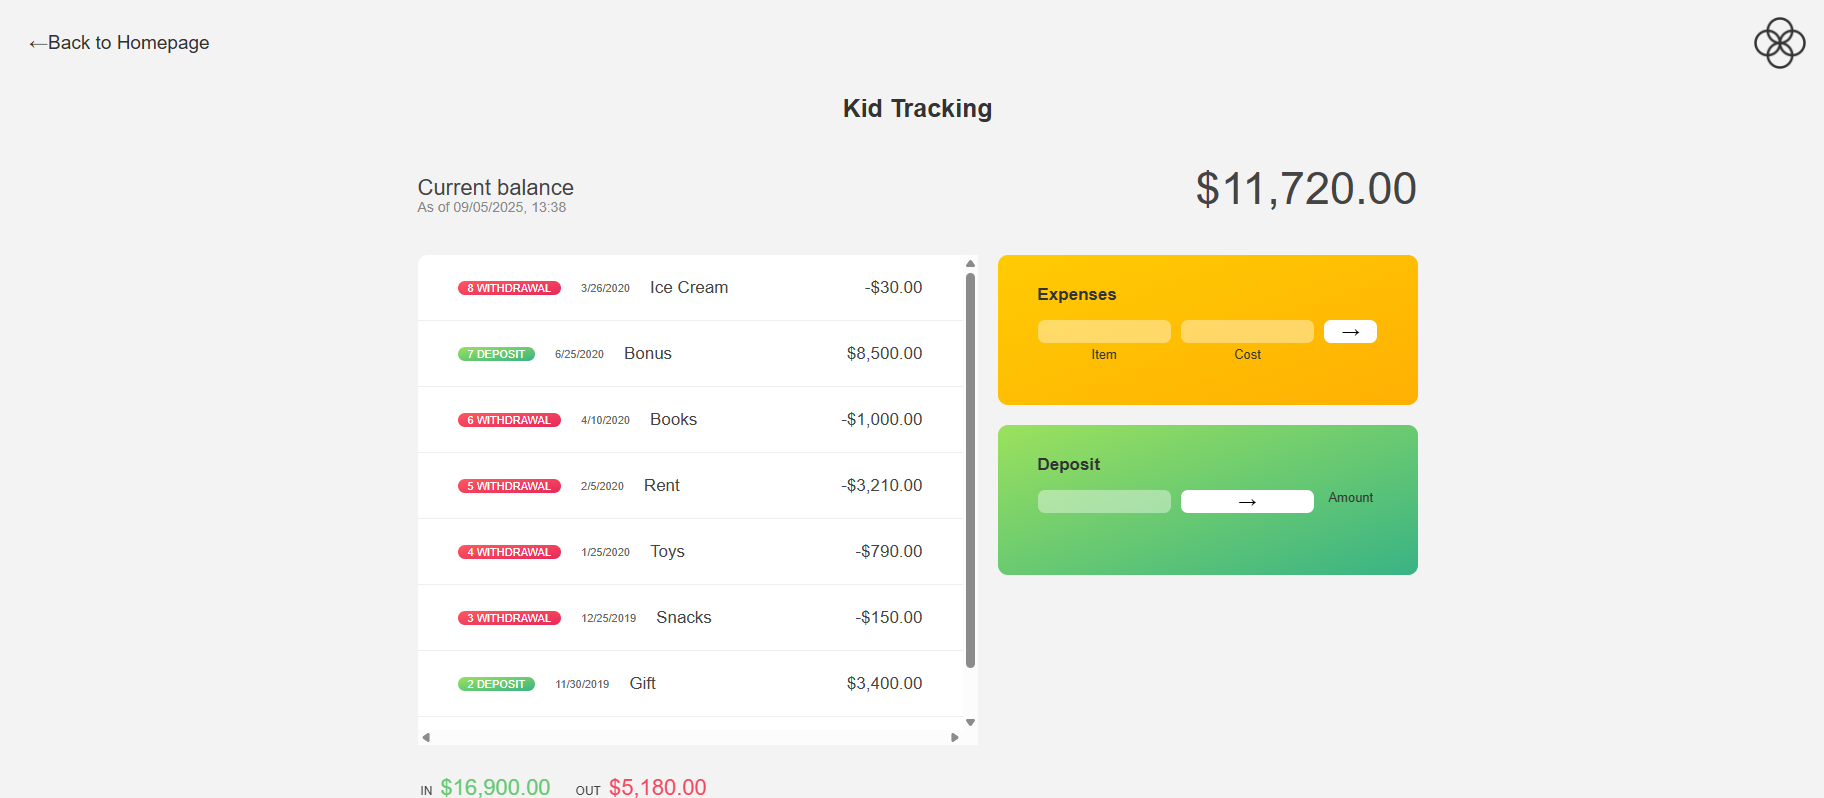 ←Back to Homepage
Kid Tracking
Current balance
As of 09/05/2025, 13:38
$11,720.00
8 WITHDRAWAL 3/26/2020 Ice Cream -$30.00
7 DEPOSIT 6/25/2020 Bonus $8,500.00
6 WITHDRAWAL 4/10/2020 Books -$1,000.00
5 WITHDRAWAL 2/5/2020 Rent -$3,210.00
4 WITHDRAWAL 1/25/2020 Toys -$790.00
3 WITHDRAWAL 12/25/2019 Snacks -$150.00
2 DEPOSIT 11/30/2019 Gift $3,400.00
Expenses
→
Item Cost
Deposit
→ Amount
IN $16,900.00 OUT $5,180.00